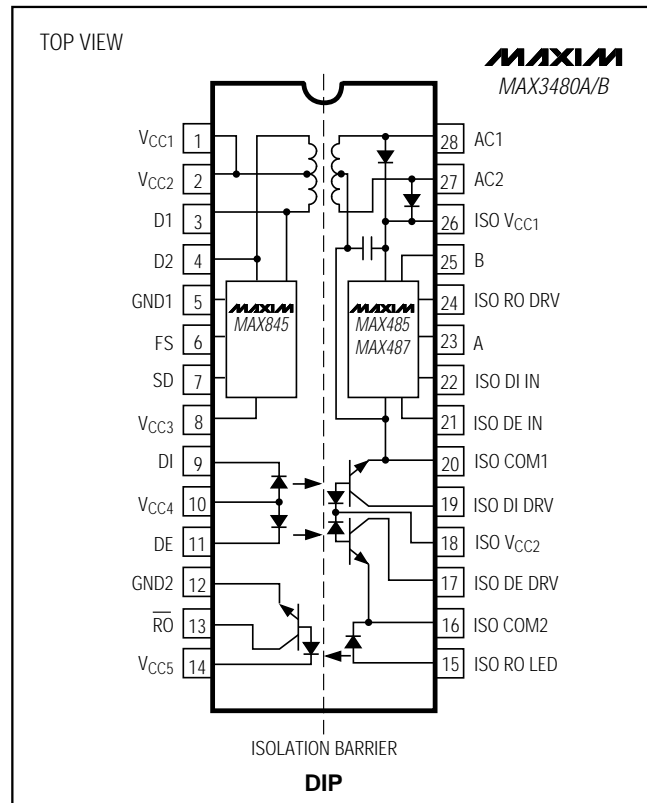 TOP VIEW
MAXIM
MAX3480A/B
VCC1 1
VCC2 2
D1 3
D2 4
GND1 5
FS 6
SD 7
VCC3 8
DI 9
VCC4 10
DE 11
GND2 12
R̅O̅ 13
VCC5 14
MAXIM
MAX845
MAXIM
MAX485
MAX487
28 AC1
27 AC2
26 ISO VCC1
25 B
24 ISO RO DRV
23 A
22 ISO DI IN
21 ISO DE IN
20 ISO COM1
19 ISO DI DRV
18 ISO VCC2
17 ISO DE DRV
16 ISO COM2
15 ISO RO LED
ISOLATION BARRIER
DIP